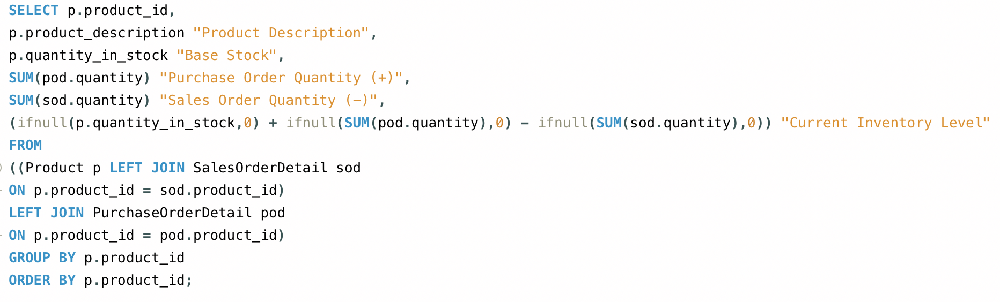 SELECT p.product_id,
p.product_description "Product Description",
p.quantity_in_stock "Base Stock",
SUM(pod.quantity) "Purchase Order Quantity (+)",
SUM(sod.quantity) "Sales Order Quantity (-)",
(ifnull(p.quantity_in_stock,0) + ifnull(SUM(pod.quantity),0) - ifnull(SUM(sod.quantity),0)) "Current Inventory Level"
FROM
((Product p LEFT JOIN SalesOrderDetail sod
ON p.product_id = sod.product_id)
LEFT JOIN PurchaseOrderDetail pod
ON p.product_id = pod.product_id)
GROUP BY p.product_id
ORDER BY p.product_id;